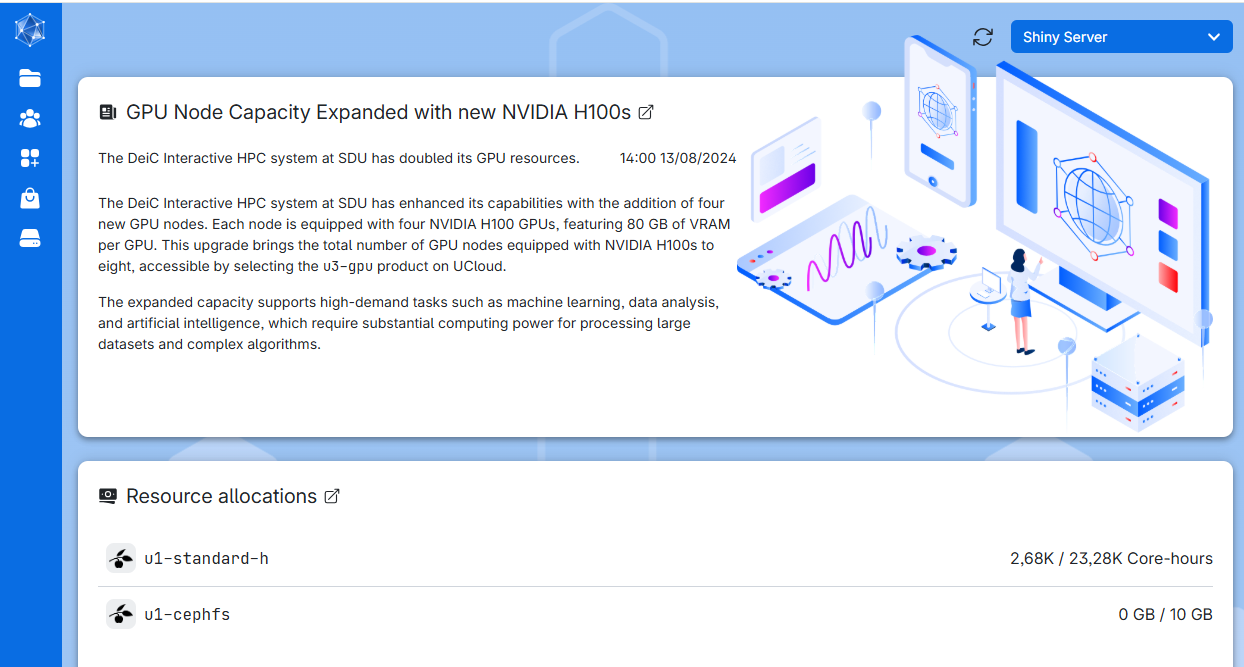 Shiny Server
GPU Node Capacity Expanded with new NVIDIA H100s
The DeiC Interactive HPC system at SDU has doubled its GPU resources. 14:00 13/08/2024
The DeiC Interactive HPC system at SDU has enhanced its capabilities with the addition of four
new GPU nodes. Each node is equipped with four NVIDIA H100 GPUs, featuring 80 GB of VRAM
per GPU. This upgrade brings the total number of GPU nodes equipped with NVIDIA H100s to
eight, accessible by selecting the u3-gpu product on UCloud.
The expanded capacity supports high-demand tasks such as machine learning, data analysis,
and artificial intelligence, which require substantial computing power for processing large
datasets and complex algorithms.
Resource allocations
u1-standard-h 2,68K / 23,28K Core-hours
u1-cephfs 0 GB / 10 GB